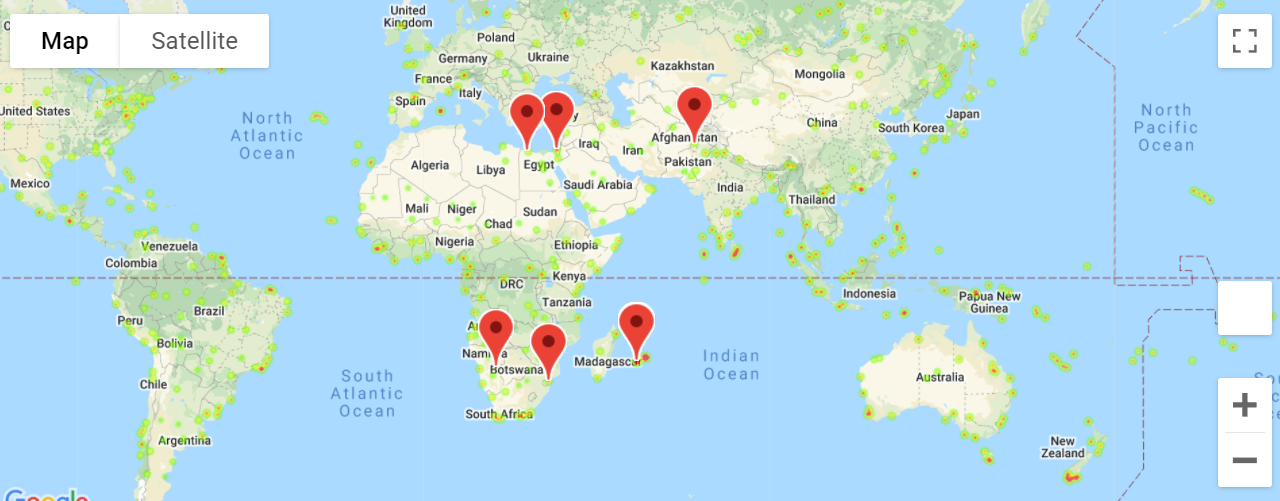 Map
Satellite
United
Kingdom
Poland
Germany
Ukraine
Kazakhstan
France
Mongolia
Italy
Spain
United States
North
Atlantic
Ocean
China
Japan
South Korea
North
Pacific
Ocean
Iraq
Iran
Afghanistan
Pakistan
Algeria
Libya
Egypt
Mexico
Saudi Arabia
India
Thailand
Mali
Niger
Sudan
Chad
Nigeria
Ethiopia
Venezuela
Colombia
Kenya
DRC
Indonesia
Papua New
Guinea
Tanzania
Brazil
Peru
Bolivia
Namibia
Botswana
Madagascar
Indian
Ocean
Australia
South
Atlantic
Ocean
Chile
South Africa
Argentina
New
Zealand
Google